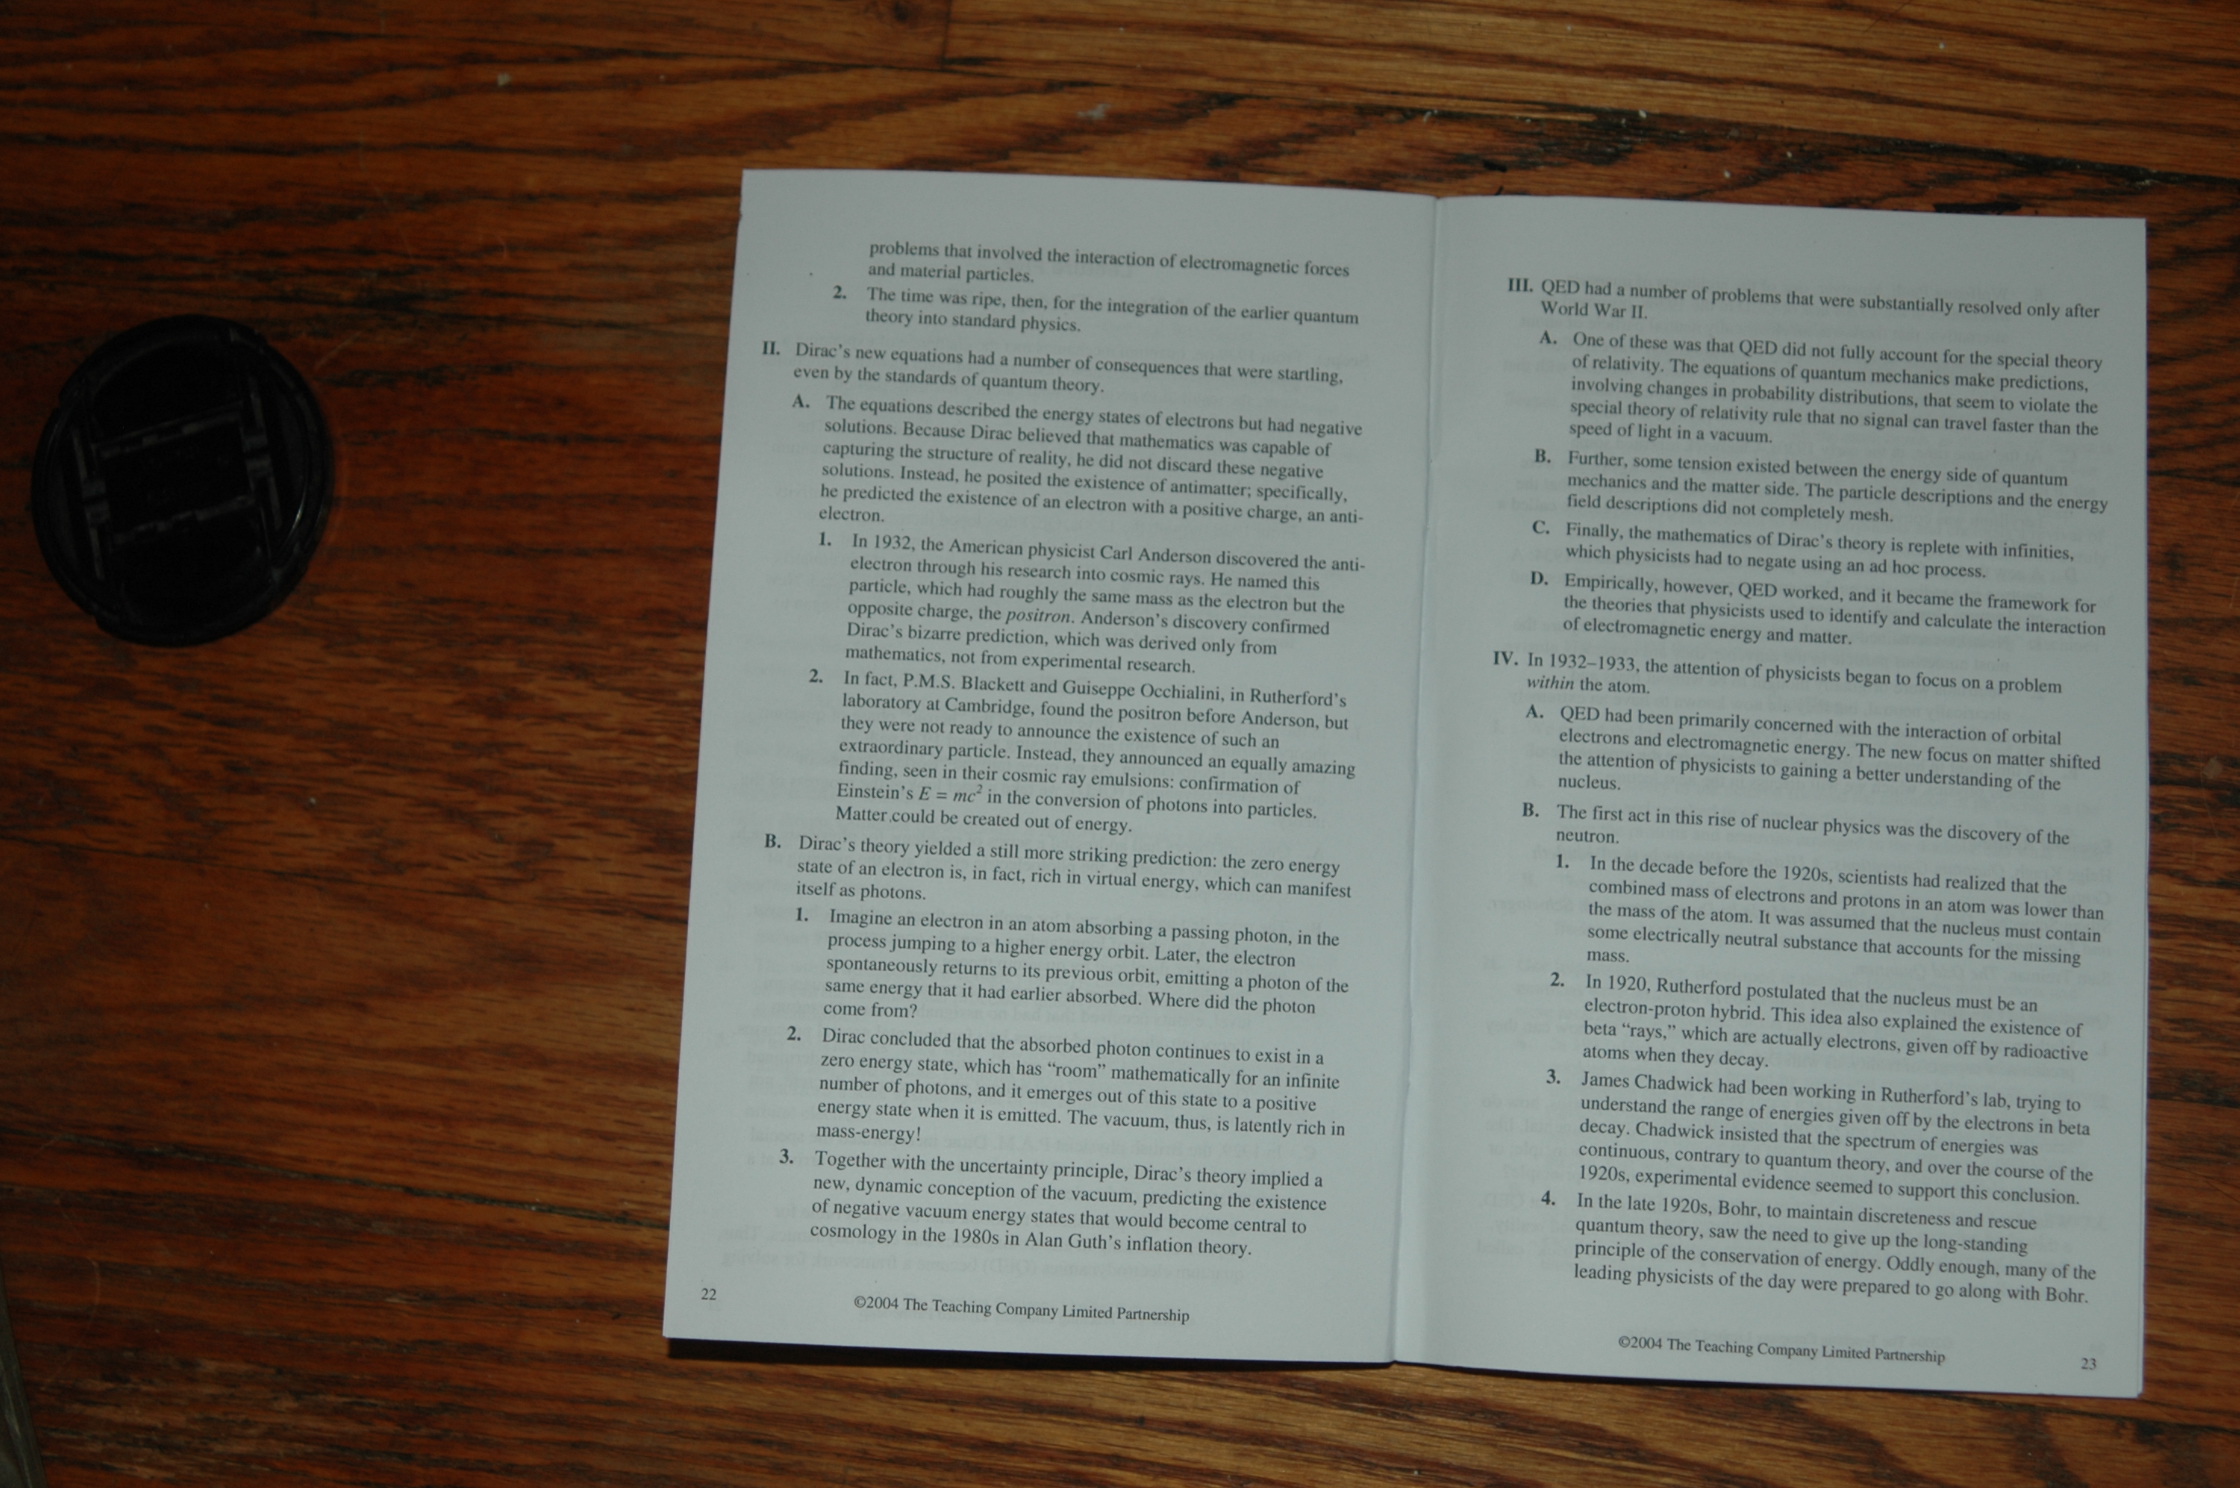 problems that involved the interaction of electromagnetic forces
and material particles.
2. The time was ripe, then, for the integration of the earlier quantum
theory into standard physics.
II. Dirac's new equations had a number of consequences that were startling,
even by the standards of quantum theory.
A. The equations described the energy states of electrons but had negative
solutions. Because Dirac believed that mathematics was capable of
capturing the structure of reality, he did not discard these negative
solutions. Instead, he posited the existence of antimatter; specifically,
he predicted the existence of an electron with a positive charge, an anti-
electron.
1. In 1932, the American physicist Carl Anderson discovered the anti-
electron through his research into cosmic rays. He named this
particle, which had roughly the same mass as the electron but the
opposite charge, the positron. Anderson's discovery confirmed
Dirac's bizarre prediction, which was derived only from
mathematics, not from experimental research.
2. In fact, P.M.S. Blackett and Guiseppe Occhialini, in Rutherford's
laboratory at Cambridge, found the positron before Anderson, but
they were not ready to announce the existence of such an
extraordinary particle. Instead, they announced an equally amazing
finding, seen in their cosmic ray emulsions: confirmation of
Einstein's E = mc² in the conversion of photons into particles.
Matter could be created out of energy.
B. Dirac's theory yielded a still more striking prediction: the zero energy
state of an electron is, in fact, rich in virtual energy, which can manifest
itself as photons.
1. Imagine an electron in an atom absorbing a passing photon, in the
process jumping to a higher energy orbit. Later, the electron
spontaneously returns to its previous orbit, emitting a photon of the
same energy that it had earlier absorbed. Where did the photon
come from?
2. Dirac concluded that the absorbed photon continues to exist in a
zero energy state, which has "room" mathematically for an infinite
number of photons, and it emerges out of this state to a positive
energy state when it is emitted. The vacuum, thus, is latently rich in
mass-energy!
3. Together with the uncertainty principle, Dirac's theory implied a
new, dynamic conception of the vacuum, predicting the existence
of negative vacuum energy states that would become central to
cosmology in the 1980s in Alan Guth's inflation theory.
22
©2004 The Teaching Company Limited Partnership
III. QED had a number of problems that were substantially resolved only after
World War II.
A. One of these was that QED did not fully account for the special theory
of relativity. The equations of quantum mechanics make predictions,
involving changes in probability distributions, that seem to violate the
special theory of relativity rule that no signal can travel faster than the
speed of light in a vacuum.
B. Further, some tension existed between the energy side of quantum
mechanics and the matter side. The particle descriptions and the energy
field descriptions did not completely mesh.
C. Finally, the mathematics of Dirac's theory is replete with infinities,
which physicists had to negate using an ad hoc process.
D. Empirically, however, QED worked, and it became the framework for
the theories that physicists used to identify and calculate the interaction
of electromagnetic energy and matter.
IV. In 1932–1933, the attention of physicists began to focus on a problem
within the atom.
A. QED had been primarily concerned with the interaction of orbital
electrons and electromagnetic energy. The new focus on matter shifted
the attention of physicists to gaining a better understanding of the
nucleus.
B. The first act in this rise of nuclear physics was the discovery of the
neutron.
1. In the decade before the 1920s, scientists had realized that the
combined mass of electrons and protons in an atom was lower than
the mass of the atom. It was assumed that the nucleus must contain
some electrically neutral substance that accounts for the missing
mass.
2. In 1920, Rutherford postulated that the nucleus must be an
electron-proton hybrid. This idea also explained the existence of
beta "rays," which are actually electrons, given off by radioactive
atoms when they decay.
3. James Chadwick had been working in Rutherford's lab, trying to
understand the range of energies given off by the electrons in beta
decay. Chadwick insisted that the spectrum of energies was
continuous, contrary to quantum theory, and over the course of the
1920s, experimental evidence seemed to support this conclusion.
4. In the late 1920s, Bohr, to maintain discreteness and rescue
quantum theory, saw the need to give up the long-standing
principle of the conservation of energy. Oddly enough, many of the
leading physicists of the day were prepared to go along with Bohr.
©2004 The Teaching Company Limited Partnership
23